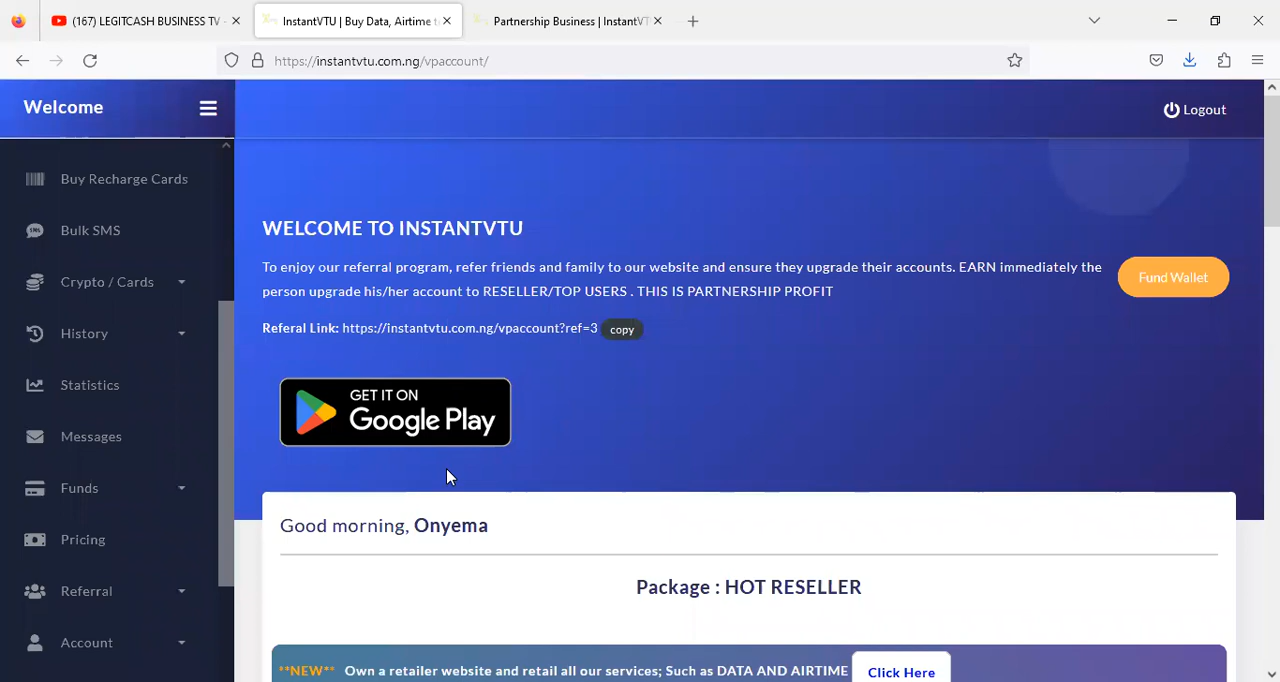 (167) LEGITCASH BUSINESS TV -
InstantVTU | Buy Data, Airtime to
Partnership Business | InstantVT
https://instantvtu.com.ng/vpaccount/
Welcome
Logout
Buy Recharge Cards
Bulk SMS
Crypto / Cards
History
Statistics
Messages
Funds
Pricing
Referral
Account
WELCOME TO INSTANTVTU
To enjoy our referral program, refer friends and family to our website and ensure they upgrade their accounts. EARN immediately the
person upgrade his/her account to RESELLER/TOP USERS . THIS IS PARTNERSHIP PROFIT
Fund Wallet
Referal Link: https://instantvtu.com.ng/vpaccount?ref=3 copy
GET IT ON
Google Play
Good morning, Onyema
Package : HOT RESELLER
**NEW** Own a retailer website and retail all our services; Such as DATA AND AIRTIME Click Here